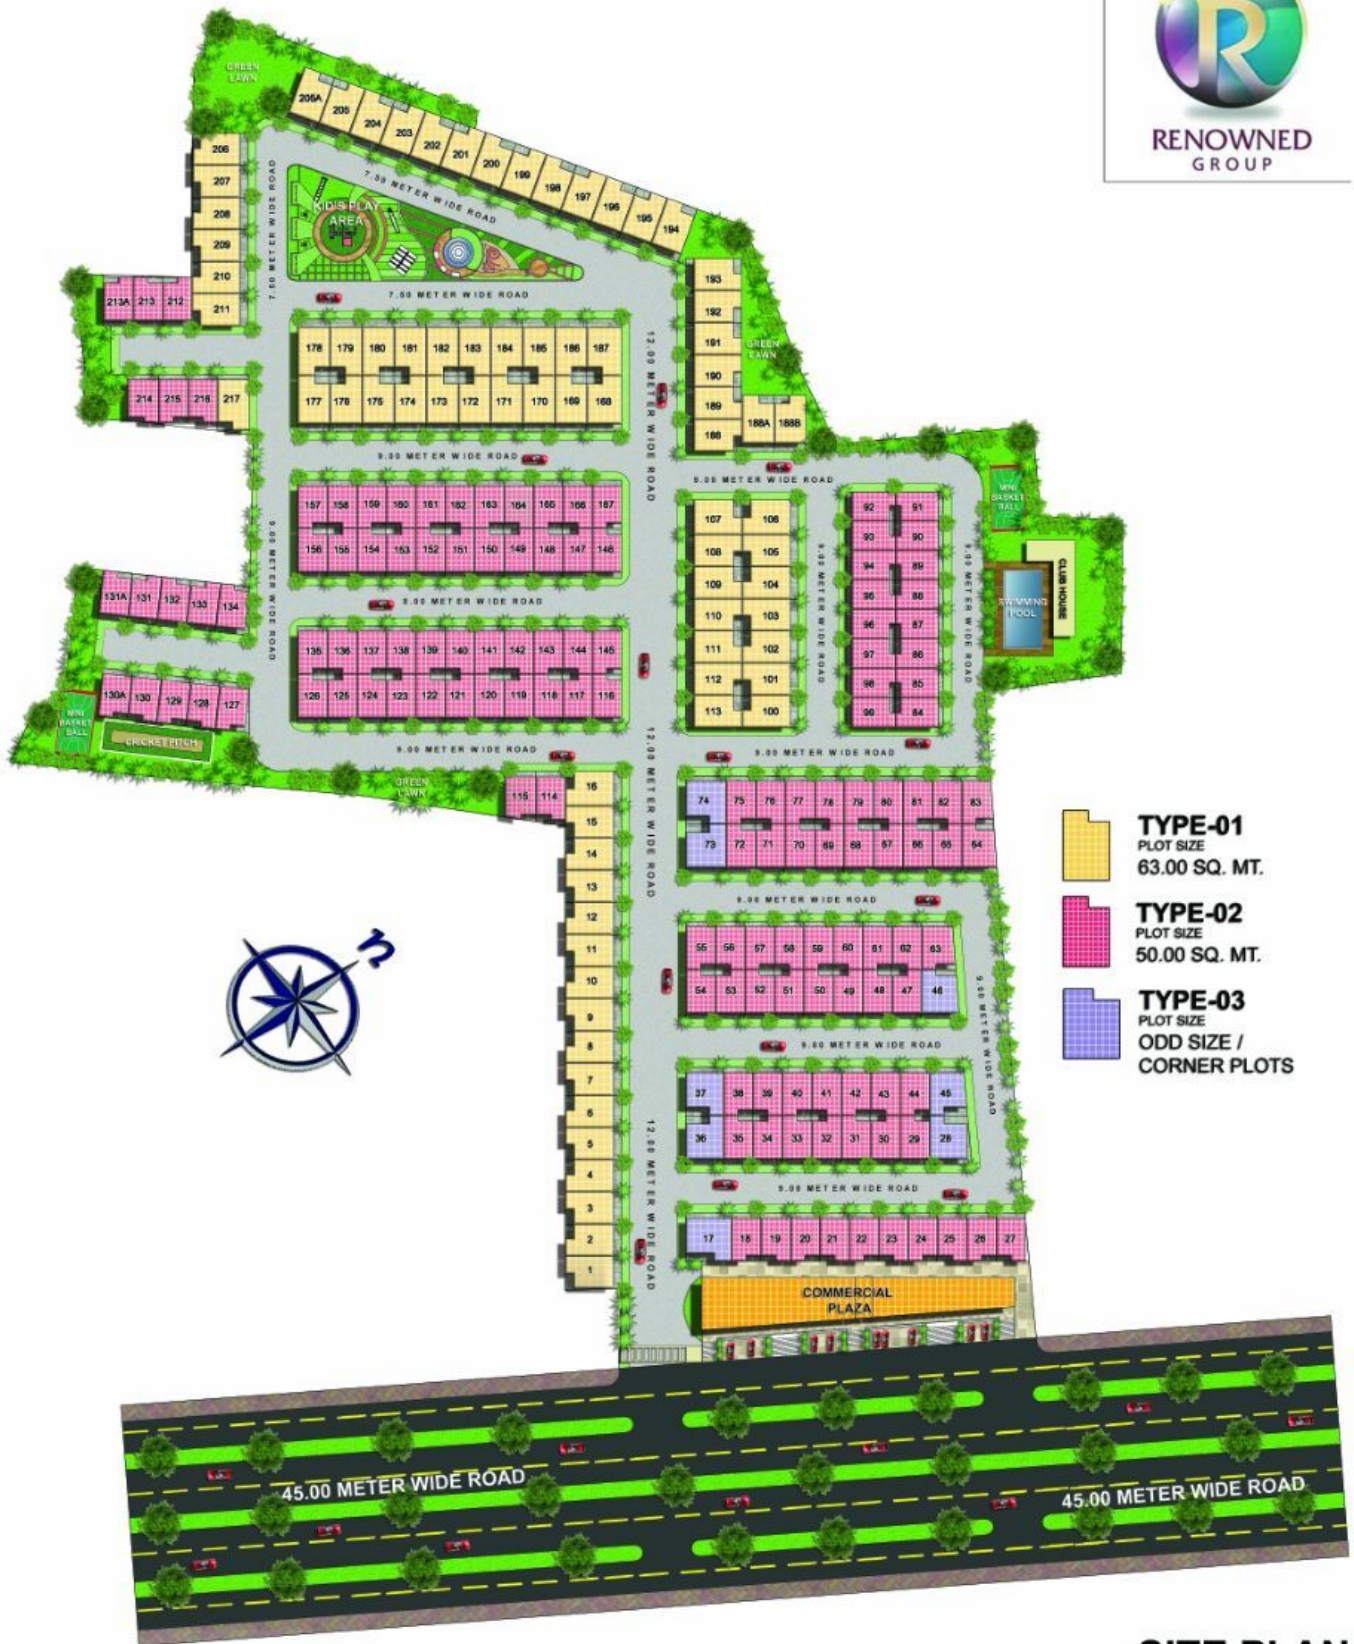 R
RENOWNED
GROUP
GREEN
LAWN
205A
205
204
203
202
201
200
199
198
197
196
195
194
206
207
208
209
210
211
7.50 METER WIDE ROAD
7.50 METER WIDE ROAD
KID'S PLAY
AREA
7.50 METER WIDE ROAD
213A 213 212
193
192
191
190
189
188
188A 188B
GREEN
LAWN
178 179 180 181 182 183 184 185 186 187
177 176 175 174 173 172 171 170 169 168
12.00 METER WIDE ROAD
214 215 216 217
9.00 METER WIDE ROAD
9.00 METER WIDE ROAD
157 158 159 160 161 162 163 164 165 166 167
156 155 154 153 152 151 150 149 148 147 146
9.00 METER WIDE ROAD
9.00 METER WIDE ROAD
107 106
108 105
109 104
110 103
111 102
112 101
113 100
9.00 METER WIDE ROAD
92 91
93 90
94 89
95 88
96 87
97 86
98 85
99 84
9.00 METER WIDE ROAD
MINI
BASKET
BALL
CLUB HOUSE
SWIMMING
POOL
131A 131 132 133 134
130A 130 129 128 127
MINI
BASKET
BALL
CRICKET PITCH
135 136 137 138 139 140 141 142 143 144 145
126 125 124 123 122 121 120 119 118 117 116
9.00 METER WIDE ROAD
9.00 METER WIDE ROAD
12.00 METER WIDE ROAD
GREEN
LAWN
115 114
16
15
14
13
12
11
10
9
8
7
6
5
4
3
2
1
74 75 76 77 78 79 80 81 82 83
73 72 71 70 69 68 67 66 65 64
9.00 METER WIDE ROAD
55 56 57 58 59 60 61 62 63
54 53 52 51 50 49 48 47 46
9.00 METER WIDE ROAD
9.00 METER WIDE ROAD
37 38 39 40 41 42 43 44 45
36 35 34 33 32 31 30 29 28
12.00 METER WIDE ROAD
9.00 METER WIDE ROAD
17 18 19 20 21 22 23 24 25 26 27
COMMERCIAL
PLAZA
TYPE-01
PLOT SIZE
63.00 SQ. MT.
TYPE-02
PLOT SIZE
50.00 SQ. MT.
TYPE-03
PLOT SIZE
ODD SIZE /
CORNER PLOTS
45.00 METER WIDE ROAD
45.00 METER WIDE ROAD
SITE PLAN